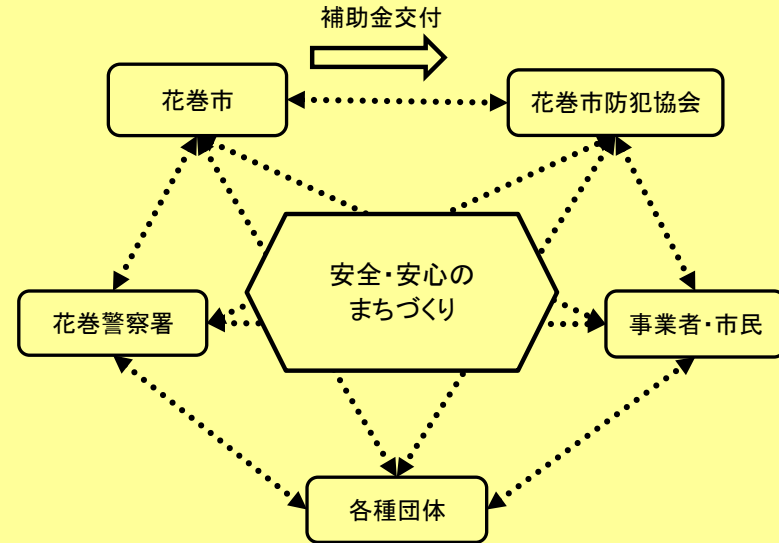 補助金交付
花巻市
花巻市防犯協会
安全・安心の
まちづくり
花巻警察署
事業者・市民
各種団体